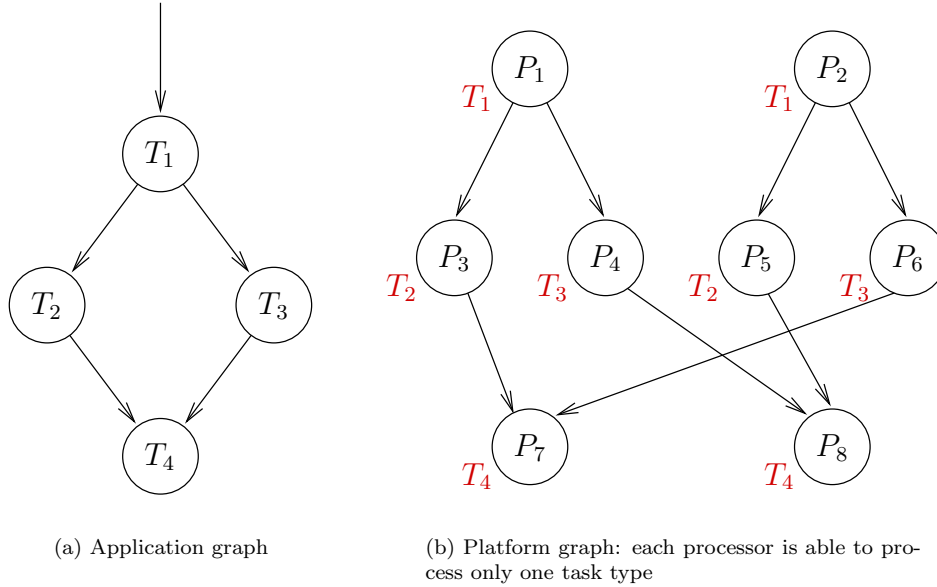 P1 P2
T1 T1
T1
P3 P4 P5 P6
T2 T3 T2 T3
T2 T3
P7 P8
T4
T4 T4
(a) Application graph
(b) Platform graph: each processor is able to pro-
cess only one task type